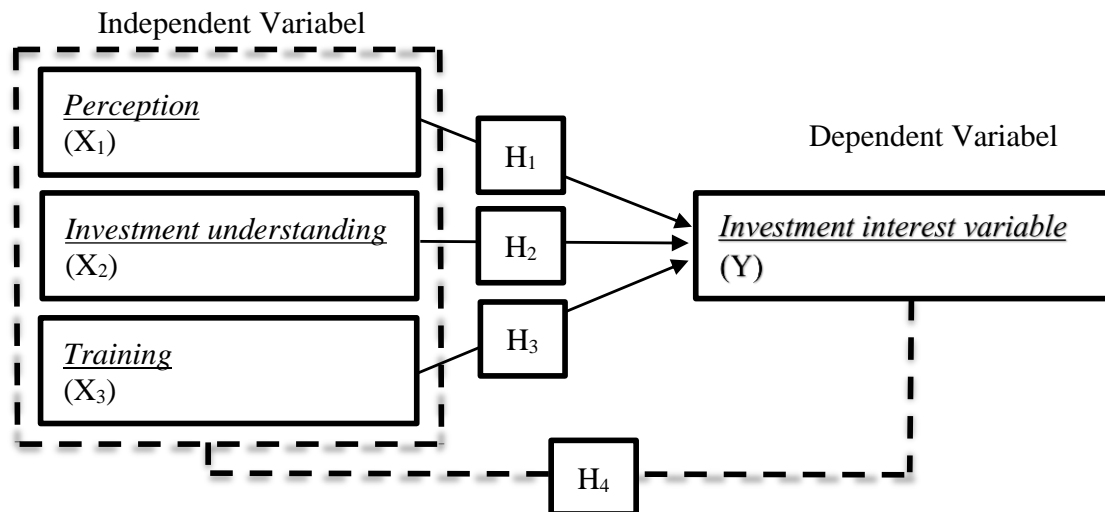 Independent Variabel
Perception
(X₁)
Investment understanding
(X₂)
Training
(X₃)
H₁
H₂
H₃
H₄
Dependent Variabel
Investment interest variable
(Y)